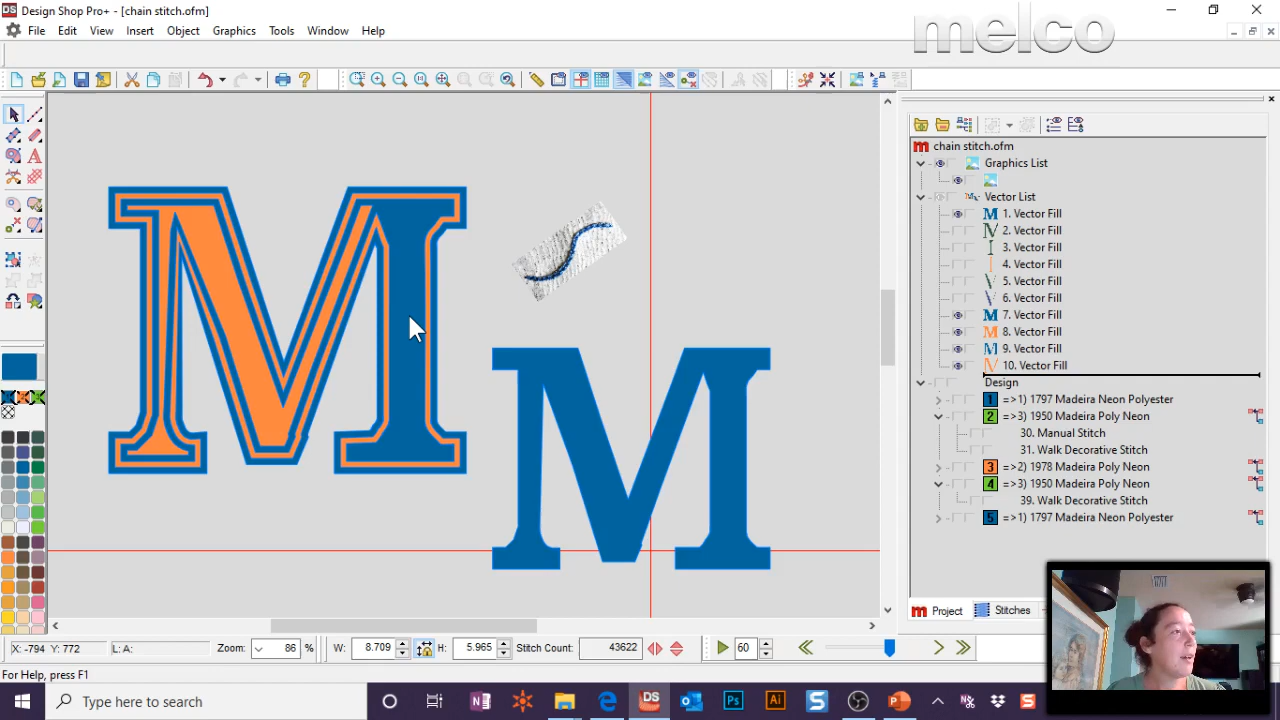 Design Shop Pro+ - [chain stitch.ofm]
melco
File Edit View Insert Object Graphics Tools Window Help
M
M
chain stitch.ofm
Graphics List
Vector List
1. Vector Fill
2. Vector Fill
3. Vector Fill
4. Vector Fill
5. Vector Fill
6. Vector Fill
7. Vector Fill
8. Vector Fill
9. Vector Fill
10. Vector Fill
Design
1 =>1) 1797 Madeira Neon Polyester
2 =>3) 1950 Madeira Poly Neon
30. Manual Stitch
31. Walk Decorative Stitch
3 =>2) 1978 Madeira Poly Neon
4 =>3) 1950 Madeira Poly Neon
39. Walk Decorative Stitch
5 =>1) 1797 Madeira Neon Polyester
Project Stitches
X: -794 Y: 772 L: A: Zoom: 86 % W: 8.709 H: 5.965 Stitch Count: 43622 60
For Help, press F1
Type here to search